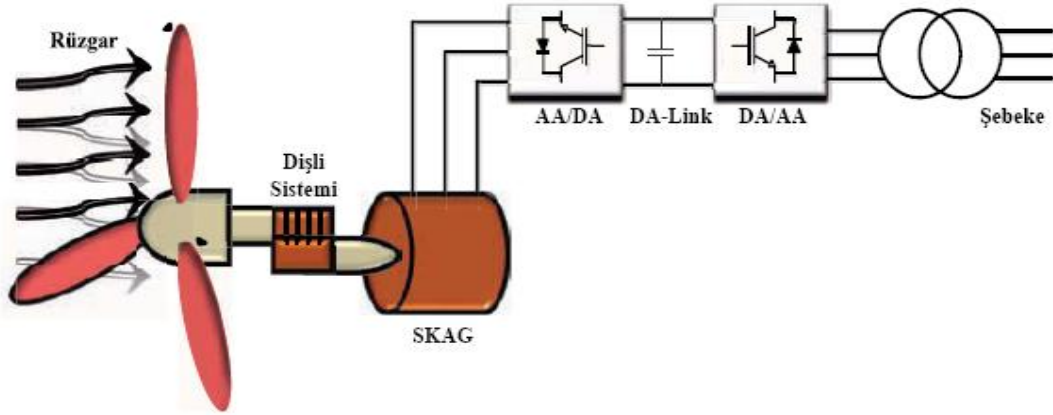 Rüzgar
AA/DA
DA-Link
DA/AA
Şebeke
Dişli
Sistemi
SKAG